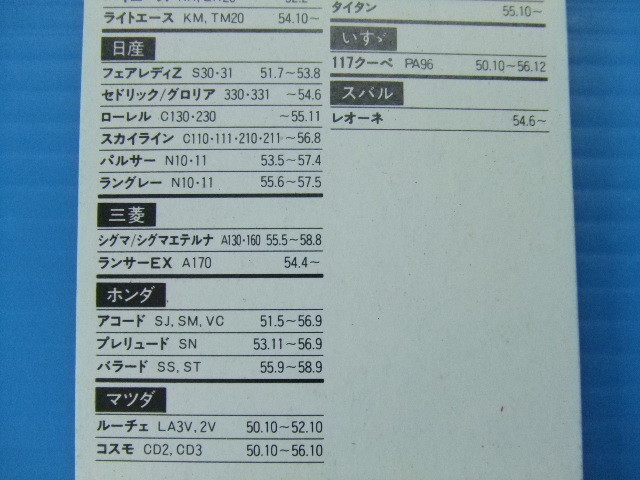 ライトエース KM, TM20 54.10～
日産
フェアレディZ S30・31 51.7～53.8
セドリック/グロリア 330・331 ～54.6
ローレル C130・230 ～55.11
スカイライン C110・111・210・211～56.8
パルサー N10・11 53.5～57.4
ラングレー N10・11 55.6～57.5
三菱
シグマ/シグマエテルナ A130・160 55.5～58.8
ランサーEX A170 54.4～
ホンダ
アコード SJ, SM, VC 51.5～56.9
プレリュード SN 53.11～56.9
バラード SS, ST 55.9～58.9
マツダ
ルーチェ LA3V, 2V 50.10～52.10
コスモ CD2, CD3 50.10～56.10
タイタン 55.10～
いすゞ
117クーペ PA96 50.10～56.12
スバル
レオーネ 54.6～